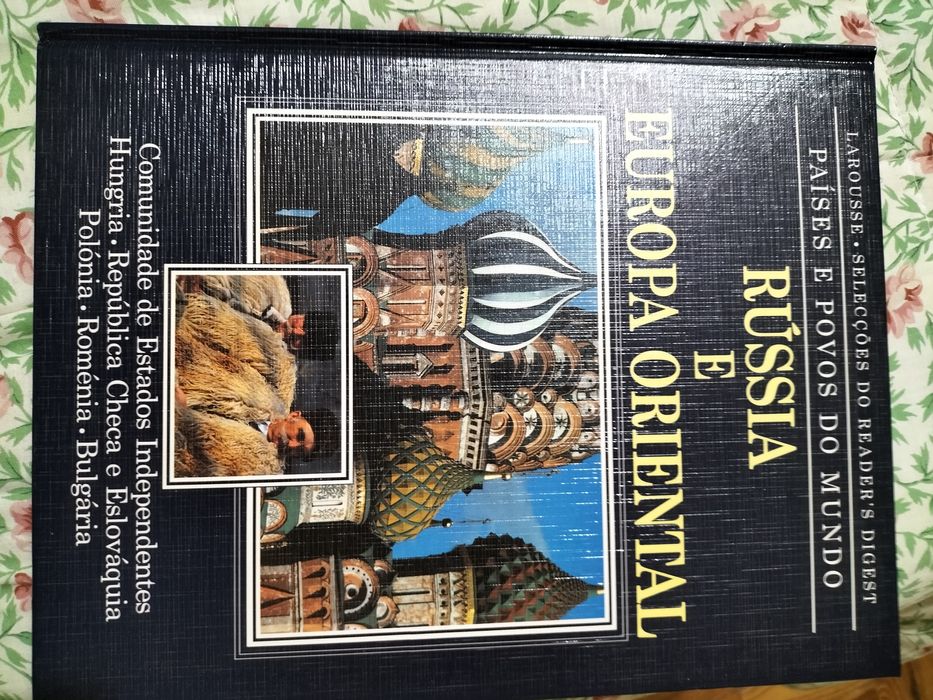 LAROUSSE • SELECÇÕES DO READER'S DIGEST
PAÍSES E POVOS DO MUNDO
RÚSSIA
E
EUROPA ORIENTAL
Comunidade de Estados Independentes
Hungria • República Checa e Eslováquia
Polónia • Roménia • Bulgária